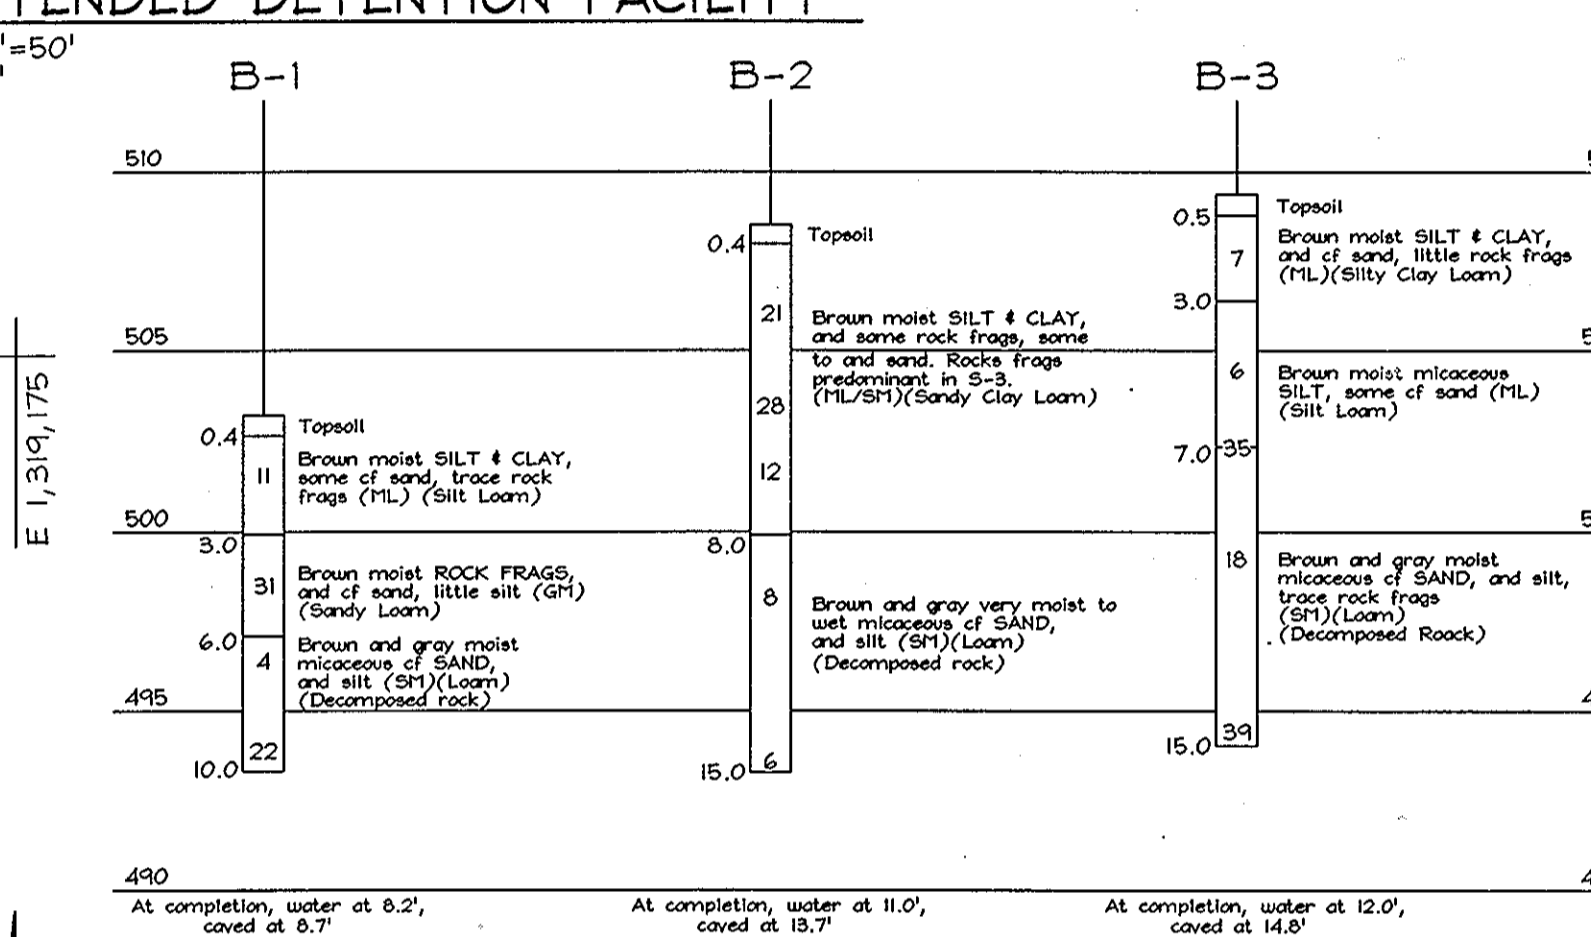 TENDED DETENTION FACILITY
'=50'
B-1
B-2
B-3
510
505
500
495
490
E 1,319,175
0.4
Topsoil
11
Brown moist SILT & CLAY,
some cf sand, trace rock
frags (ML) (Silt Loam)
3.0
31
Brown moist ROCK FRAGS,
and cf sand, little silt (GM)
(Sandy Loam)
6.0
4
Brown and gray moist
micaceous cf SAND,
and silt (SM)(Loam)
(Decomposed rock)
22
10.0
At completion, water at 8.2',
caved at 8.7'
0.4
Topsoil
21
Brown moist SILT & CLAY,
and some rock frags, some
to and sand. Rocks frags
predominant in S-3.
(ML/SM)(Sandy Clay Loam)
28
12
8.0
8
Brown and gray very moist to
wet micaceous cf SAND,
and silt (SM)(Loam)
(Decomposed rock)
6
15.0
At completion, water at 11.0',
caved at 13.7'
0.5
Topsoil
7
Brown moist SILT & CLAY,
and cf sand, little rock frags
(ML)(Silty Clay Loam)
3.0
6
Brown moist micaceous
SILT, some cf sand (ML)
(Silt Loam)
7.0
35
18
Brown and gray moist
micaceous cf SAND, and silt,
trace rock frags
(SM)(Loam)
(Decomposed Roack)
39
15.0
At completion, water at 12.0',
caved at 14.8'